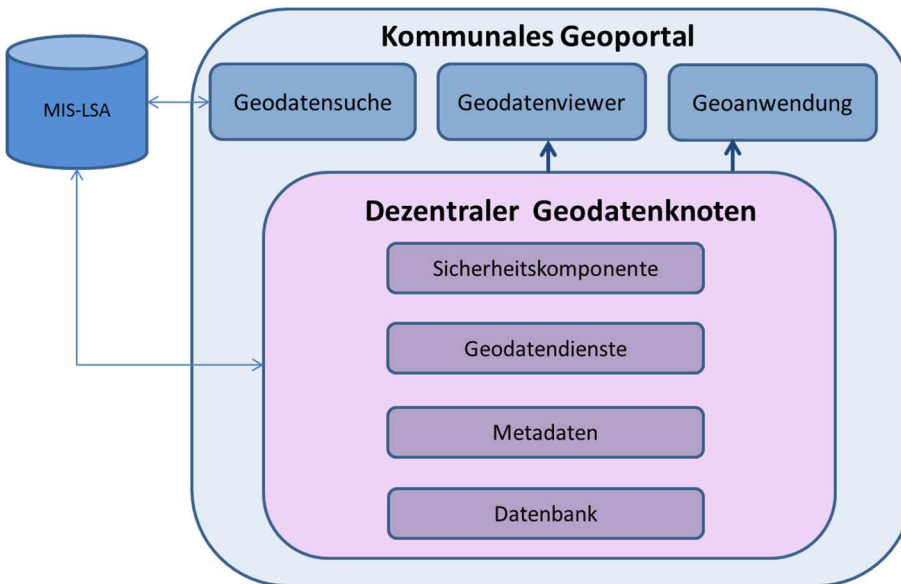 Kommunales Geoportal
MIS-LSA
Geodatensuche
Geodatenviewer
Geoanwendung
Dezentraler Geodatenknoten
Sicherheitskomponente
Geodatendienste
Metadaten
Datenbank